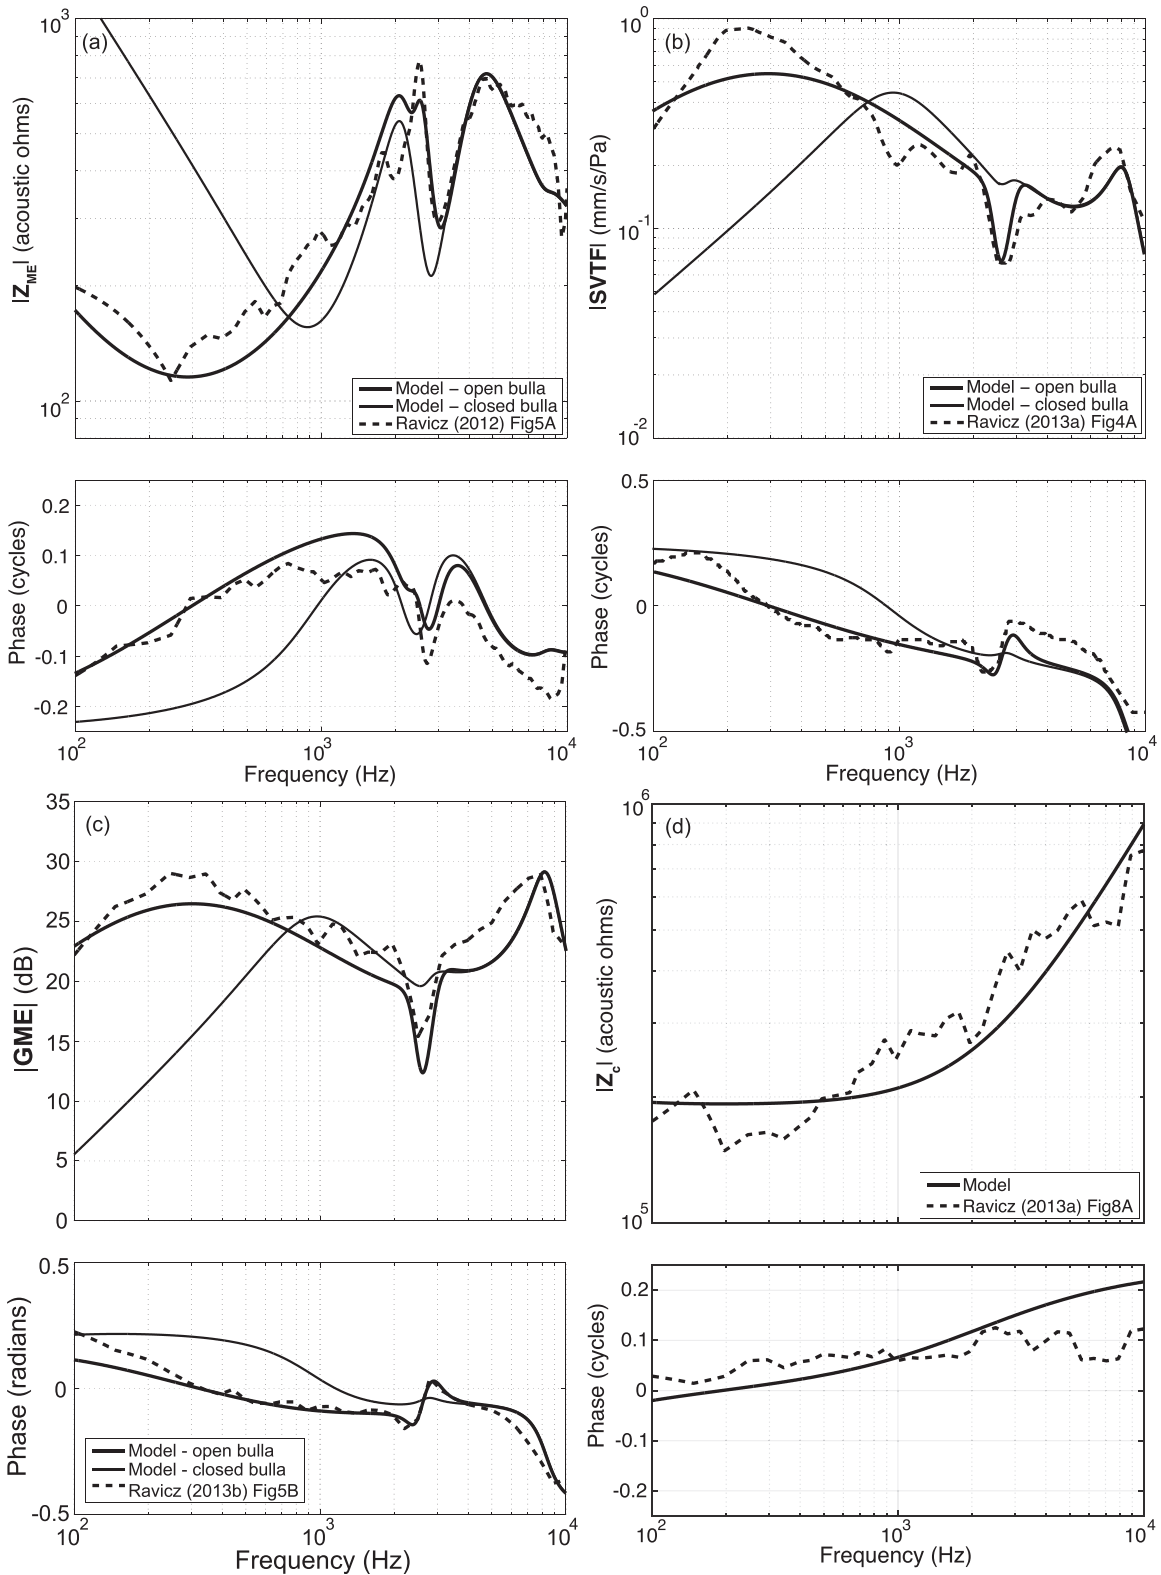 (a)
10^3
10^2
|Z_ME| (acoustic ohms)
Model − open bulla
Model − closed bulla
Ravicz (2012) Fig5A
0.2
0.1
0
-0.1
-0.2
Phase (cycles)
10^2
10^3
10^4
Frequency (Hz)
(b)
10^0
10^-1
10^-2
|SVTF| (mm/s/Pa)
Model − open bulla
Model − closed bulla
Ravicz (2013a) Fig4A
0.5
0
-0.5
Phase (cycles)
10^2
10^3
10^4
Frequency (Hz)
(c)
35
30
25
20
15
10
5
0
|GME| (dB)
0.5
0
-0.5
Phase (radians)
Model - open bulla
Model - closed bulla
Ravicz (2013b) Fig5B
10^2
10^3
10^4
Frequency (Hz)
(d)
10^6
10^5
|Z_c| (acoustic ohms)
Model
Ravicz (2013a) Fig8A
0.2
0.1
0
-0.1
-0.2
Phase (cycles)
10^2
10^3
10^4
Frequency (Hz)